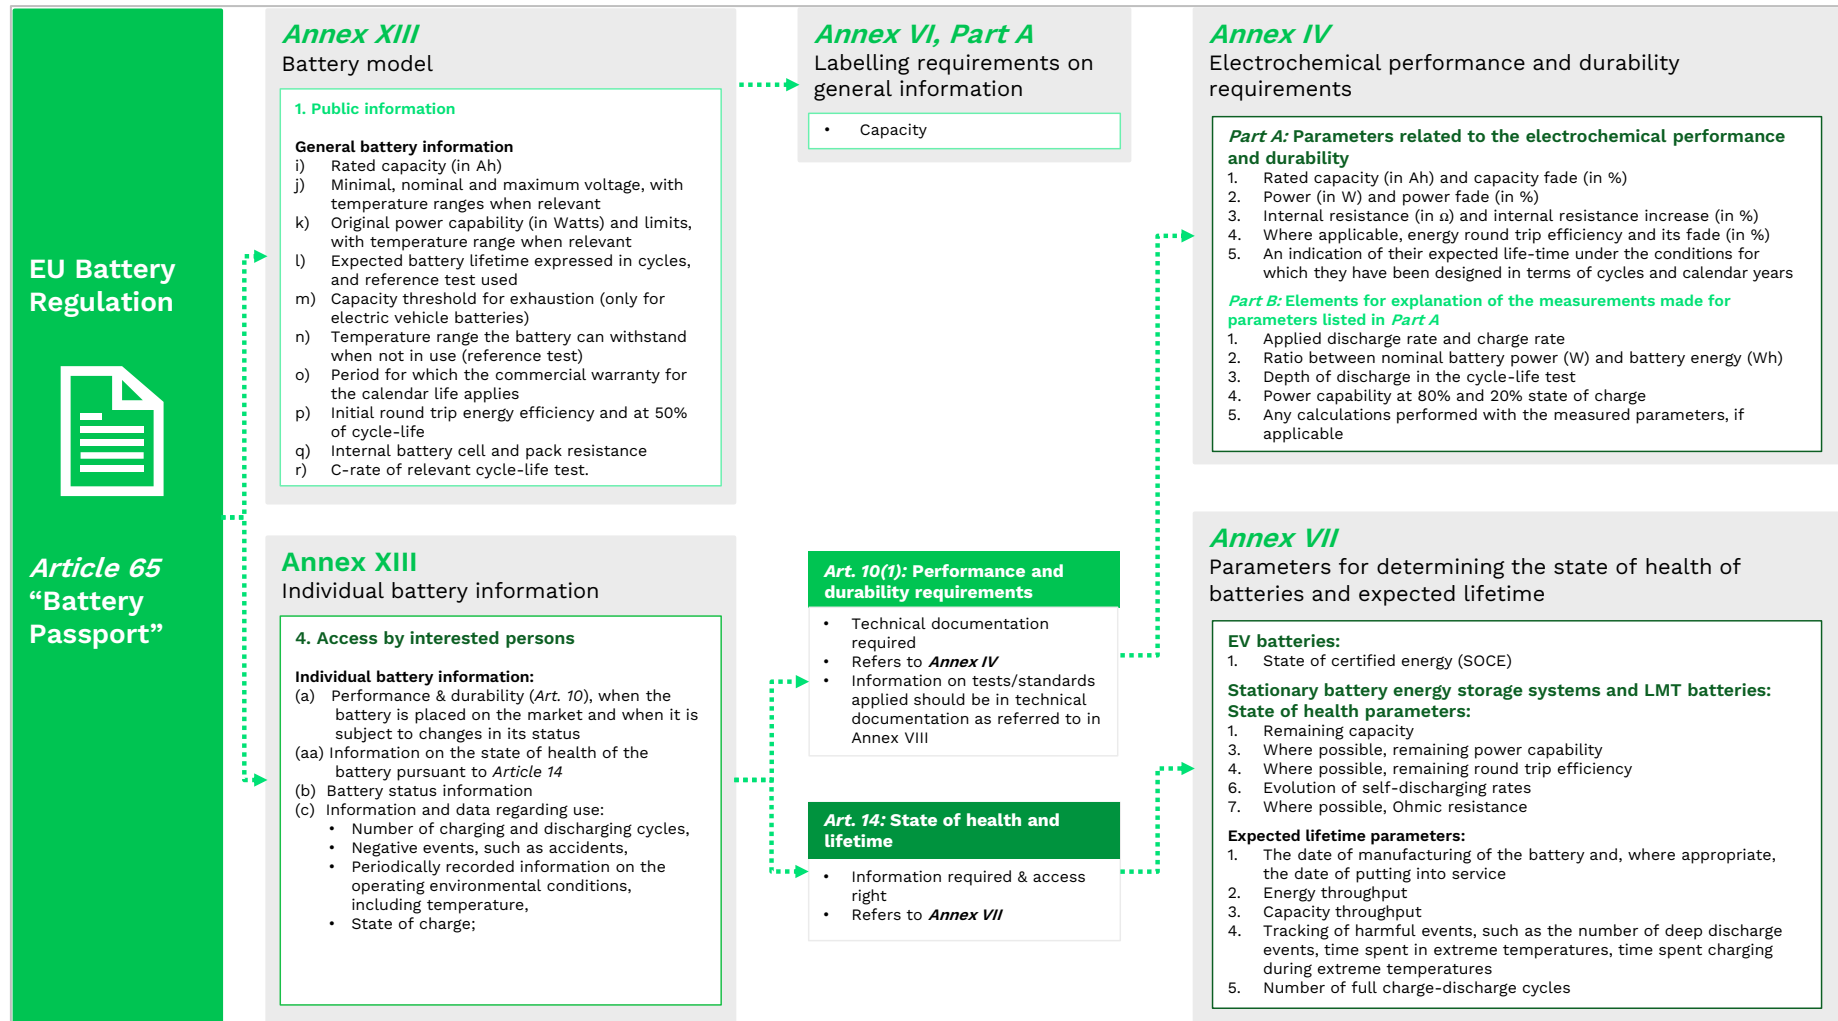 EU Battery
Regulation
Article 65
“Battery
Passport”
Annex XIII
Battery model
1. Public information
General battery information
i) Rated capacity (in Ah)
j) Minimal, nominal and maximum voltage, with
temperature ranges when relevant
k) Original power capability (in Watts) and limits,
with temperature range when relevant
l) Expected battery lifetime expressed in cycles,
and reference test used
m) Capacity threshold for exhaustion (only for
electric vehicle batteries)
n) Temperature range the battery can withstand
when not in use (reference test)
o) Period for which the commercial warranty for
the calendar life applies
p) Initial round trip energy efficiency and at 50%
of cycle-life
q) Internal battery cell and pack resistance
r) C-rate of relevant cycle-life test.
Annex XIII
Individual battery information
4. Access by interested persons
Individual battery information:
(a) Performance & durability (Art. 10), when the
battery is placed on the market and when it is
subject to changes in its status
(aa) Information on the state of health of the
battery pursuant to Article 14
(b) Battery status information
(c) Information and data regarding use:
• Number of charging and discharging cycles,
• Negative events, such as accidents,
• Periodically recorded information on the
operating environmental conditions,
including temperature,
• State of charge;
Annex VI, Part A
Labelling requirements on
general information
• Capacity
Art. 10(1): Performance and
durability requirements
• Technical documentation
required
• Refers to Annex IV
• Information on tests/standards
applied should be in technical
documentation as referred to in
Annex VIII
Art. 14: State of health and
lifetime
• Information required & access
right
• Refers to Annex VII
Annex IV
Electrochemical performance and durability
requirements
Part A: Parameters related to the electrochemical performance
and durability
1. Rated capacity (in Ah) and capacity fade (in %)
2. Power (in W) and power fade (in %)
3. Internal resistance (in Ω) and internal resistance increase (in %)
4. Where applicable, energy round trip efficiency and its fade (in %)
5. An indication of their expected life-time under the conditions for
which they have been designed in terms of cycles and calendar years
Part B: Elements for explanation of the measurements made for
parameters listed in Part A
1. Applied discharge rate and charge rate
2. Ratio between nominal battery power (W) and battery energy (Wh)
3. Depth of discharge in the cycle-life test
4. Power capability at 80% and 20% state of charge
5. Any calculations performed with the measured parameters, if
applicable
Annex VII
Parameters for determining the state of health of
batteries and expected lifetime
EV batteries:
1. State of certified energy (SOCE)
Stationary battery energy storage systems and LMT batteries:
State of health parameters:
1. Remaining capacity
3. Where possible, remaining power capability
4. Where possible, remaining round trip efficiency
6. Evolution of self-discharging rates
7. Where possible, Ohmic resistance
Expected lifetime parameters:
1. The date of manufacturing of the battery and, where appropriate,
the date of putting into service
2. Energy throughput
3. Capacity throughput
4. Tracking of harmful events, such as the number of deep discharge
events, time spent in extreme temperatures, time spent charging
during extreme temperatures
5. Number of full charge-discharge cycles